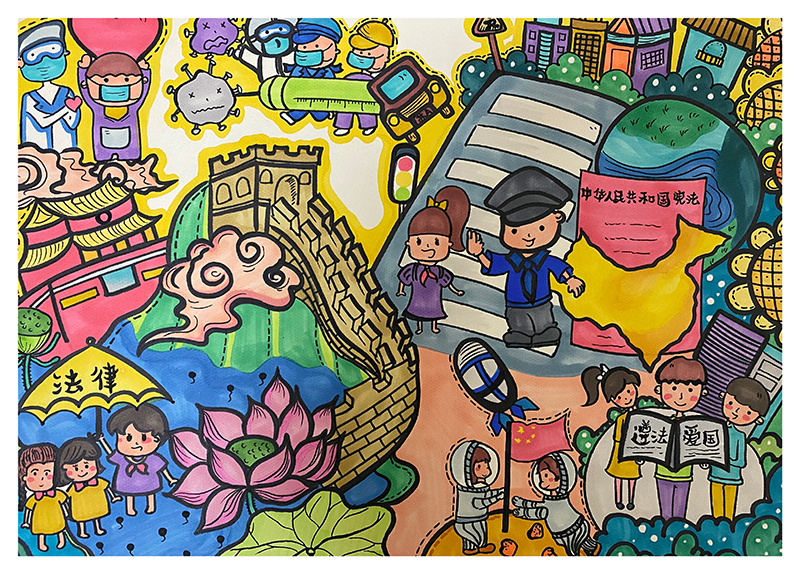 中华人民共和国宪法
法律
遵法 爱国